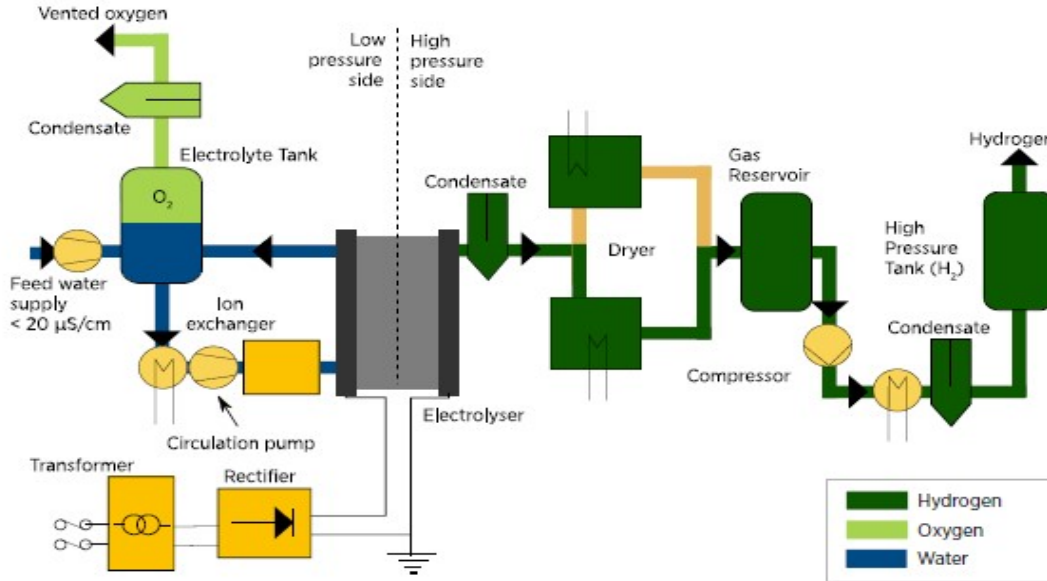 Vented oxygen
Low
pressure
side
High
pressure
side
Condensate
Electrolyte Tank
O₂
Feed water
supply
< 20 µS/cm
Ion
exchanger
Circulation pump
Transformer
Rectifier
Electrolyser
Condensate
Dryer
Gas
Reservoir
Compressor
Condensate
High
Pressure
Tank (H₂)
Hydrogen
Hydrogen
Oxygen
Water